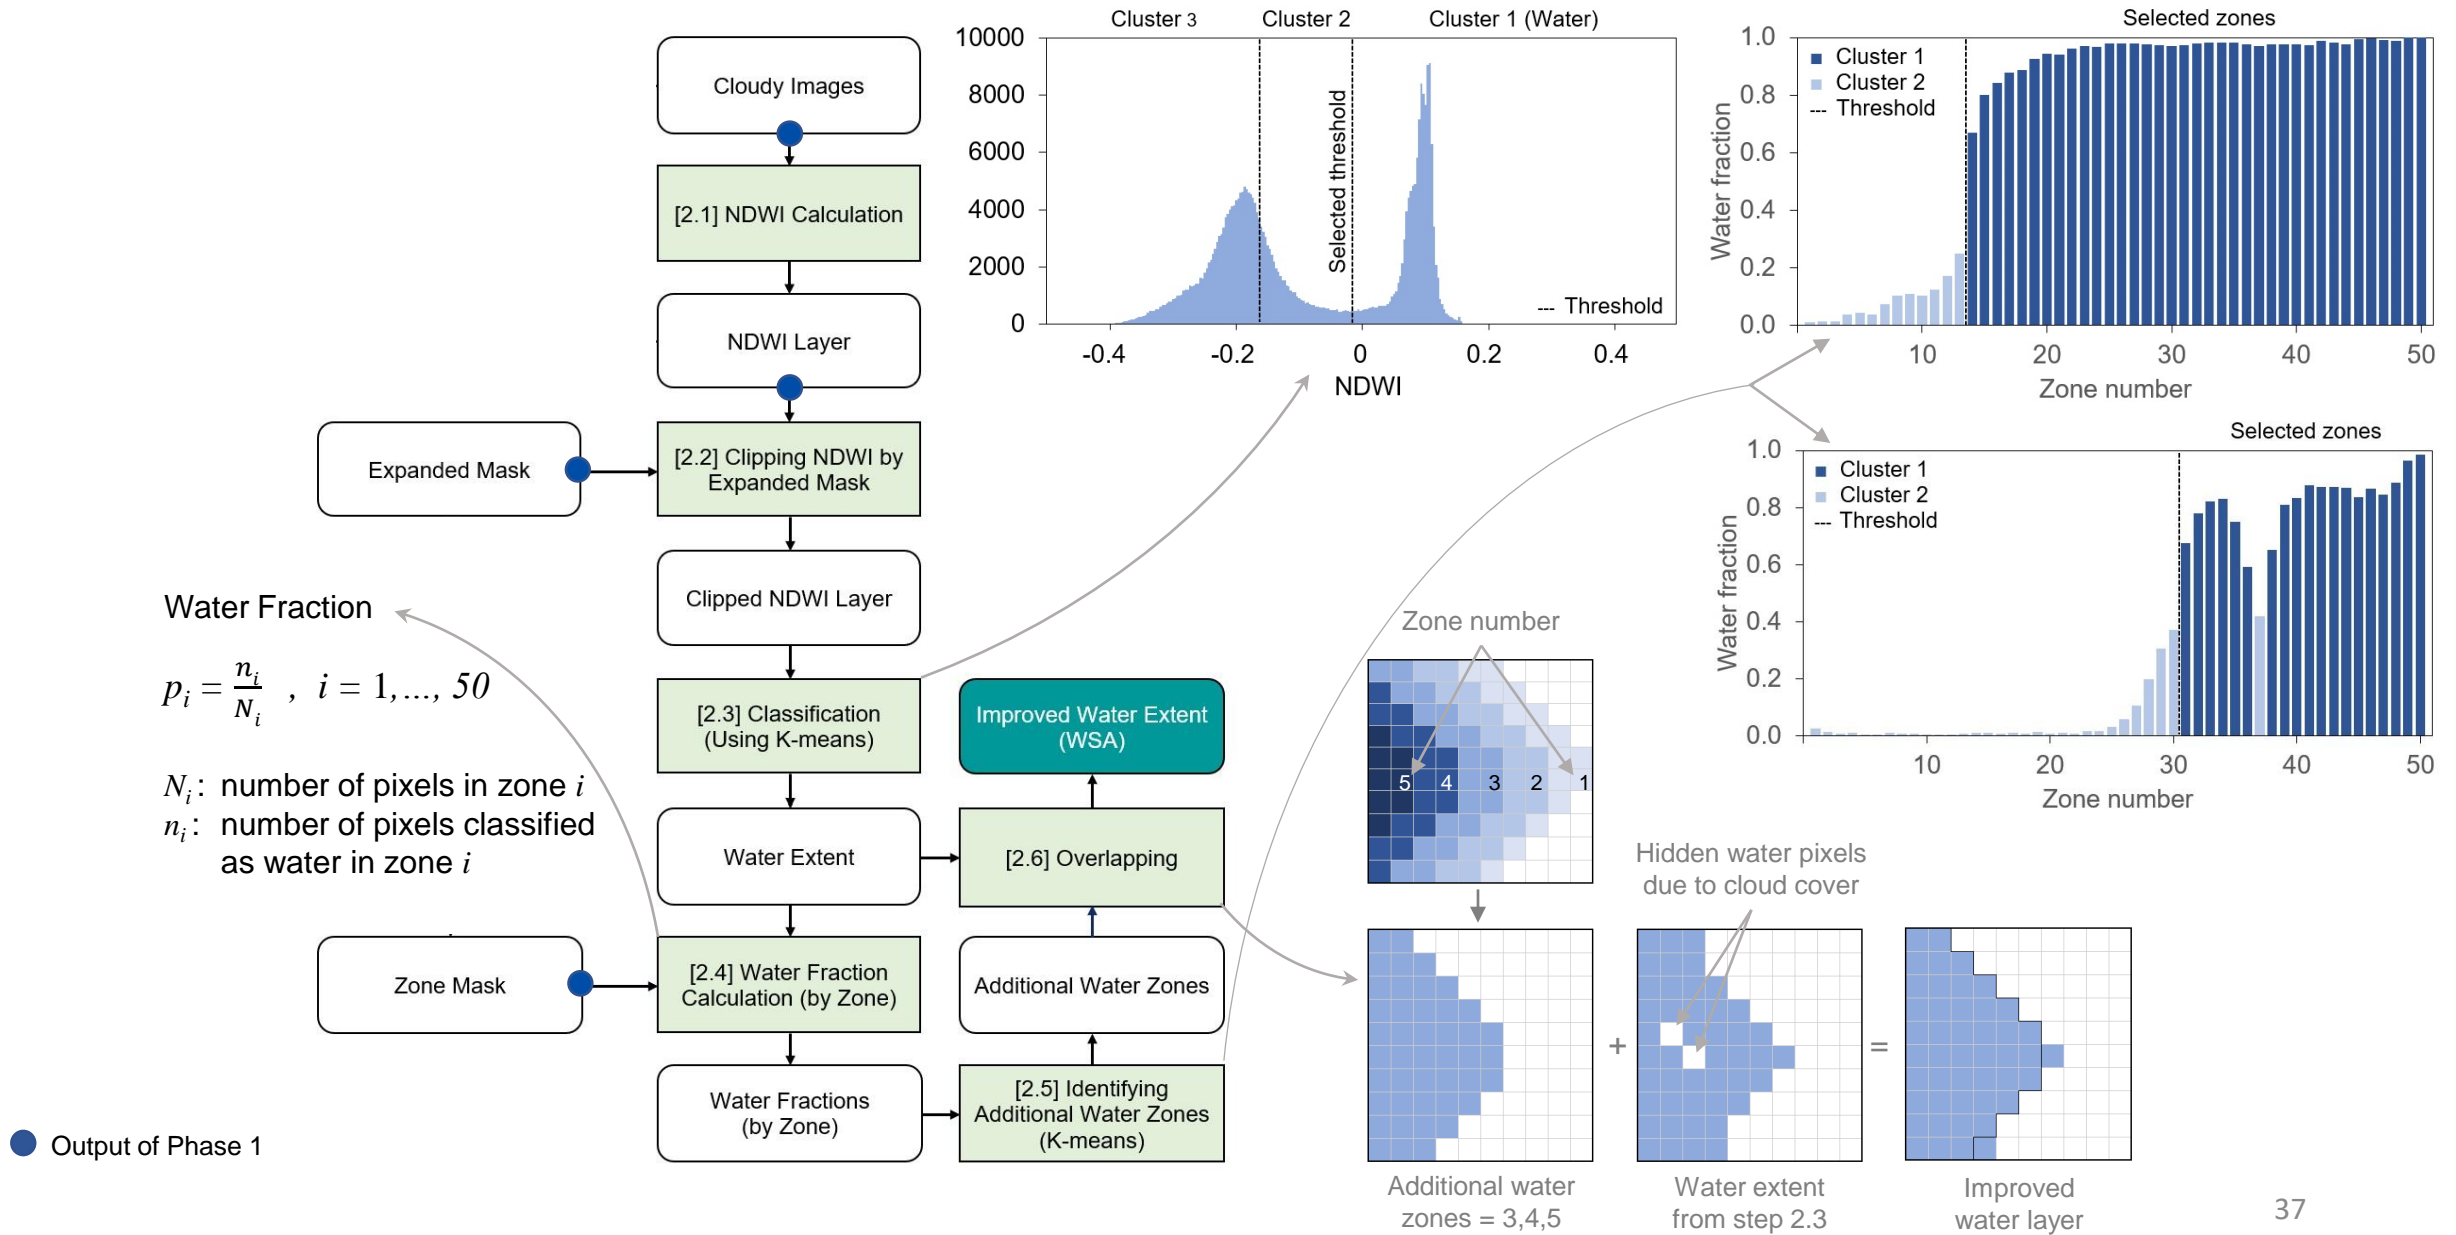 Cloudy Images
[2.1] NDWI Calculation
NDWI Layer
Expanded Mask
[2.2] Clipping NDWI by
Expanded Mask
Clipped NDWI Layer
[2.3] Classification
(Using K-means)
Improved Water Extent
(WSA)
Water Extent
[2.6] Overlapping
Zone Mask
[2.4] Water Fraction
Calculation (by Zone)
Additional Water Zones
Water Fractions
(by Zone)
[2.5] Identifying
Additional Water Zones
(K-means)
Water Fraction
pᵢ = nᵢ/Nᵢ , i = 1,..., 50
Nᵢ: number of pixels in zone i
nᵢ: number of pixels classified
as water in zone i
Output of Phase 1
Cluster 3 Cluster 2 Cluster 1 (Water)
10000
8000
6000
4000
2000
0
Selected threshold
--- Threshold
-0.4 -0.2 0 0.2 0.4
NDWI
Selected zones
1.0
0.8
0.6
0.4
0.2
0.0
Water fraction
Cluster 1
Cluster 2
--- Threshold
10 20 30 40 50
Zone number
Selected zones
1.0
0.8
0.6
0.4
0.2
0.0
Water fraction
Cluster 1
Cluster 2
--- Threshold
10 20 30 40 50
Zone number
Zone number
5 4 3 2 1
Hidden water pixels
due to cloud cover
+ =
Additional water
zones = 3,4,5
Water extent
from step 2.3
Improved
water layer
37